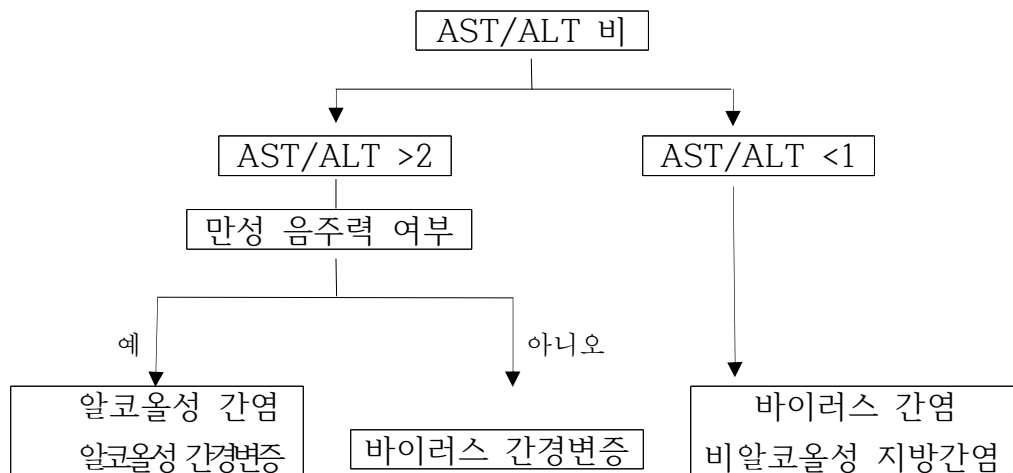 AST/ALT 비
AST/ALT >2
AST/ALT <1
만성 음주력 여부
예
아니오
알코올성 간염
알코올성 간경변증
바이러스 간경변증
바이러스 간염
비알코올성 지방간염